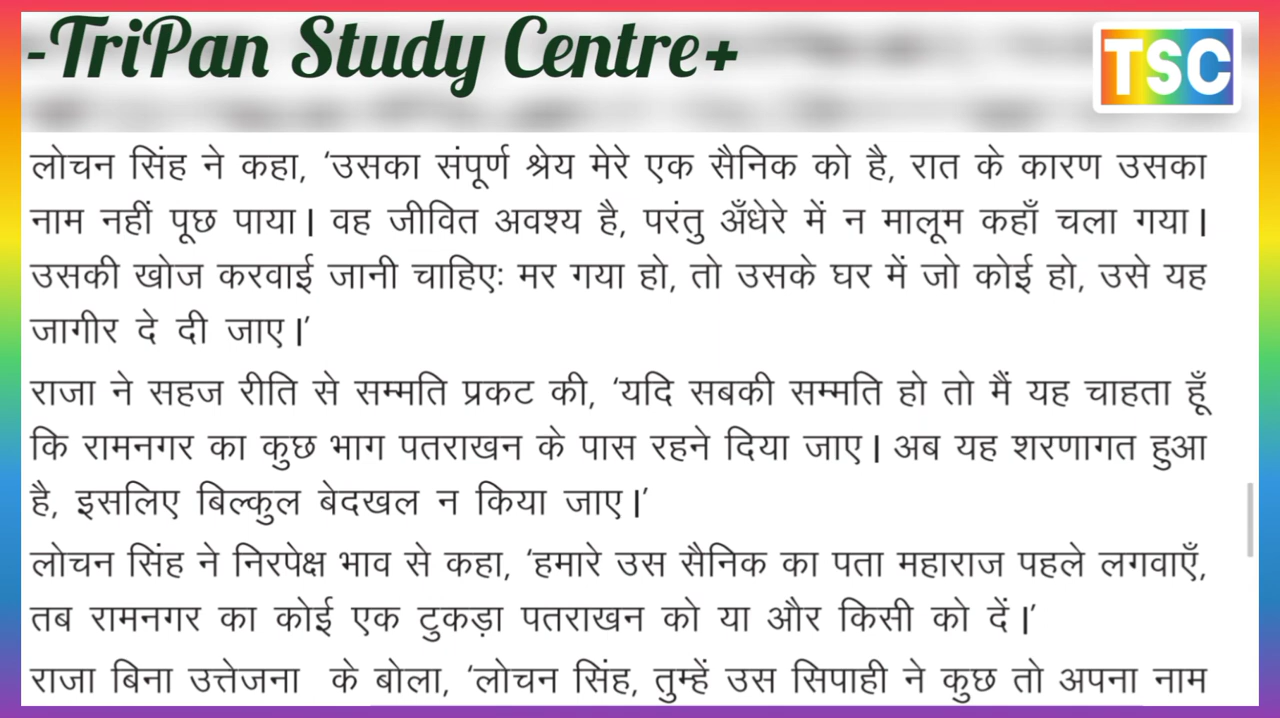 -TriPan Study Centre+
TSC
लोचन सिंह ने कहा, ‘उसका संपूर्ण श्रेय मेरे एक सैनिक को है, रात के कारण उसका
नाम नहीं पूछ पाया। वह जीवित अवश्य है, परंतु अँधेरे में न मालूम कहाँ चला गया।
उसकी खोज करवाई जानी चाहिएः मर गया हो, तो उसके घर में जो कोई हो, उसे यह
जागीर दे दी जाए।’
राजा ने सहज रीति से सम्मति प्रकट की, ‘यदि सबकी सम्मति हो तो मैं यह चाहता हूँ
कि रामनगर का कुछ भाग पतराखन के पास रहने दिया जाए। अब यह शरणागत हुआ
है, इसलिए बिल्कुल बेदखल न किया जाए।’
लोचन सिंह ने निरपेक्ष भाव से कहा, ‘हमारे उस सैनिक का पता महाराज पहले लगवाएँ,
तब रामनगर का कोई एक टुकड़ा पतराखन को या और किसी को दें।’
राजा बिना उत्तेजना के बोला, ‘लोचन सिंह, तुम्हें उस सिपाही ने कुछ तो अपना नाम